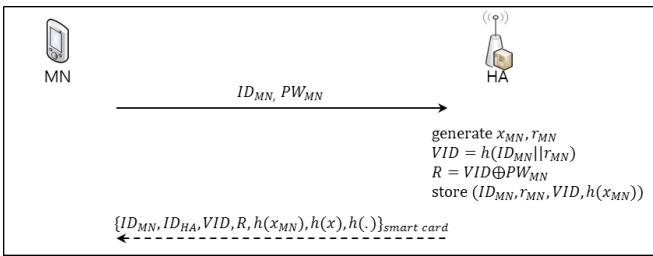 MN
HA
ID_MN, PW_MN
generate x_MN, r_MN
VID = h(ID_MN||r_MN)
R = VID⊕PW_MN
store (ID_MN, r_MN, VID, h(x_MN))
{ID_MN, ID_HA, VID, R, h(x_MN), h(x), h(.)}_smart card